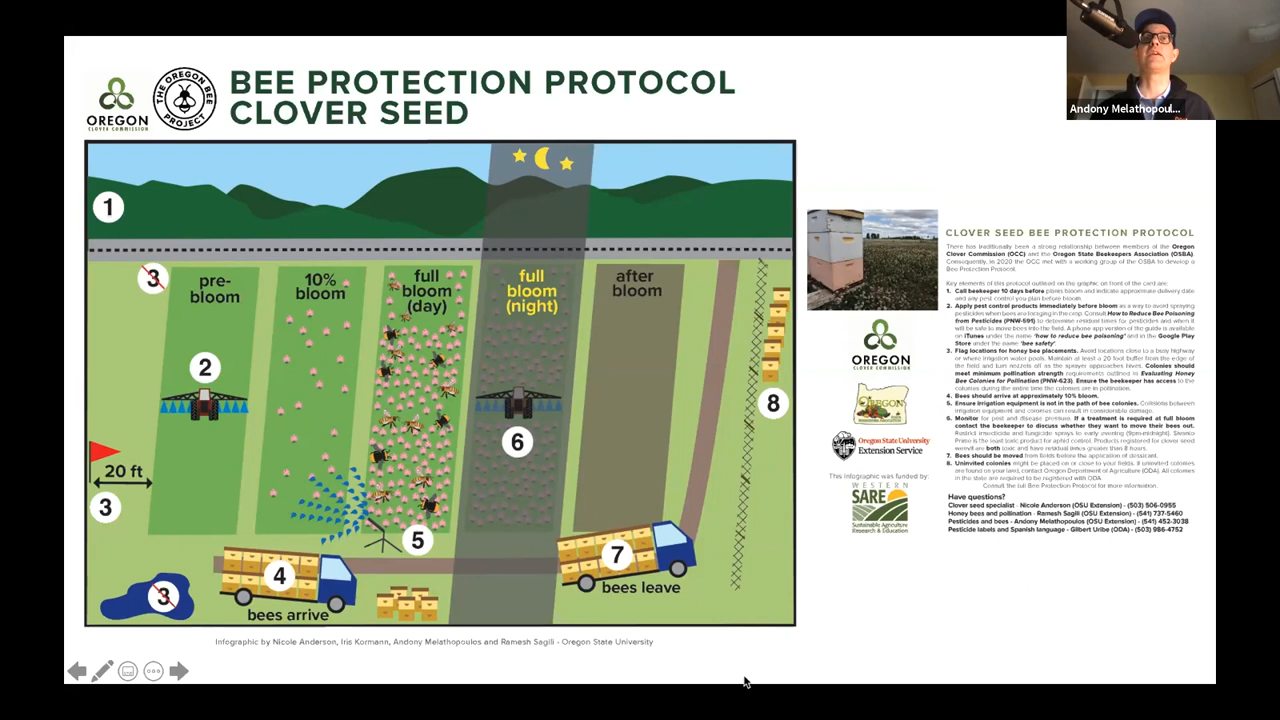 Andony Melathopoul...
OREGON
CLOVER COMMISSION
THE OREGON BEE
PROJECT
BEE PROTECTION PROTOCOL
CLOVER SEED
1
3
pre-
bloom
10%
bloom
full
bloom
(day)
full
bloom
(night)
after
bloom
2
6
8
20 ft
3
5
4
7
3
bees arrive
bees leave
Infographic by Nicole Anderson, Iris Kormann, Andony Melathopoulos and Ramesh Sagili - Oregon State University
OREGON
CLOVER COMMISSION
Oregon State University
Extension Service
This Infographic was funded by:
WESTERN
SARE
Sustainable Agriculture
Research & Education
CLOVER SEED BEE PROTECTION PROTOCOL
There has traditionally been a strong relationship between members of the Oregon
Clover Commission (OCC) and the Oregon State Beekeepers Association (OSBA).
Consequently, in 2020 the OCC met with a working group of the OSBA to develop a
Bee Protection Protocol.
Key elements of this protocol outlined on the graphic on front of the card are:
1. Call beekeeper 10 days before plants bloom and indicate approximate delivery date
and any pest control you plan before bloom.
2. Apply pest control products immediately before bloom as a way to avoid spraying
pesticides when bees are foraging in the crop. Consult How to Reduce Bee Poisoning
from Pesticides (PNW-591) to determine residual times for pesticides and when it
will be safe to move bees into the field. A phone app version of the guide is available
on iTunes under the name "how to reduce bee poisoning" and in the Google Play
Store under the name "bee safety".
3. Flag locations for honey bee placements. Avoid locations close to a busy highway
or where irrigation water pools. Maintain at least a 20 foot buffer from the edge of
the field and turn nozzles off as the sprayer approaches hives. Colonies should
meet minimum pollination strength requirements outlined in Evaluating Honey
Bee Colonies for Pollination (PNW-623). Ensure the beekeeper has access to the
colonies during the entire time the colonies are in pollination.
4. Bees should arrive at approximately 10% bloom.
5. Ensure irrigation equipment is not in the path of bee colonies. Collisions between
irrigation equipment and colonies can result in considerable damage.
6. Monitor for pest and disease pressure. If a treatment is required at full bloom
contact the beekeeper to discuss whether they want to move their bees out.
Restrict insecticide and fungicide sprays to early evening (9pm-midnight).
Prime is the least toxic product for aphid control. Products registered for clover seed
weevil are both toxic and have residual times greater than 8 hours.
7. Bees should be moved from fields before the application of desiccant.
8. Uninvited colonies might be placed on or close to your fields. If uninvited colonies
are found on your land, contact Oregon Department of Agriculture (ODA). All colonies
in the state are required to be registered with ODA.
Consult the full Bee Protection Protocol for more information.
Have questions?
Clover seed specialist - Nicole Anderson (OSU Extension) - (503) 506-0955
Honey bees and pollination - Ramesh Sagili (OSU Extension) - (541) 737-5460
Pesticides and bees - Andony Melathopoulos (OSU Extension) - (541) 452-3038
Pesticide labels and Spanish language - Gilbert Uribe (ODA) - (503) 986-4752